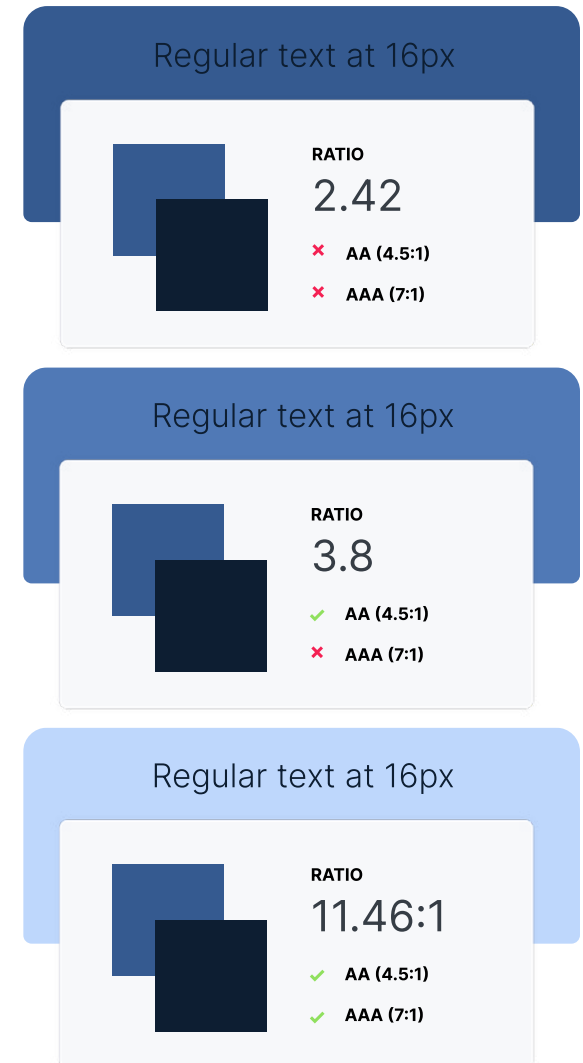 Regular text at 16px
RATIO
2.42
AA (4.5:1)
AAA (7:1)
Regular text at 16px
RATIO
3.8
AA (4.5:1)
AAA (7:1)
Regular text at 16px
RATIO
11.46:1
AA (4.5:1)
AAA (7:1)